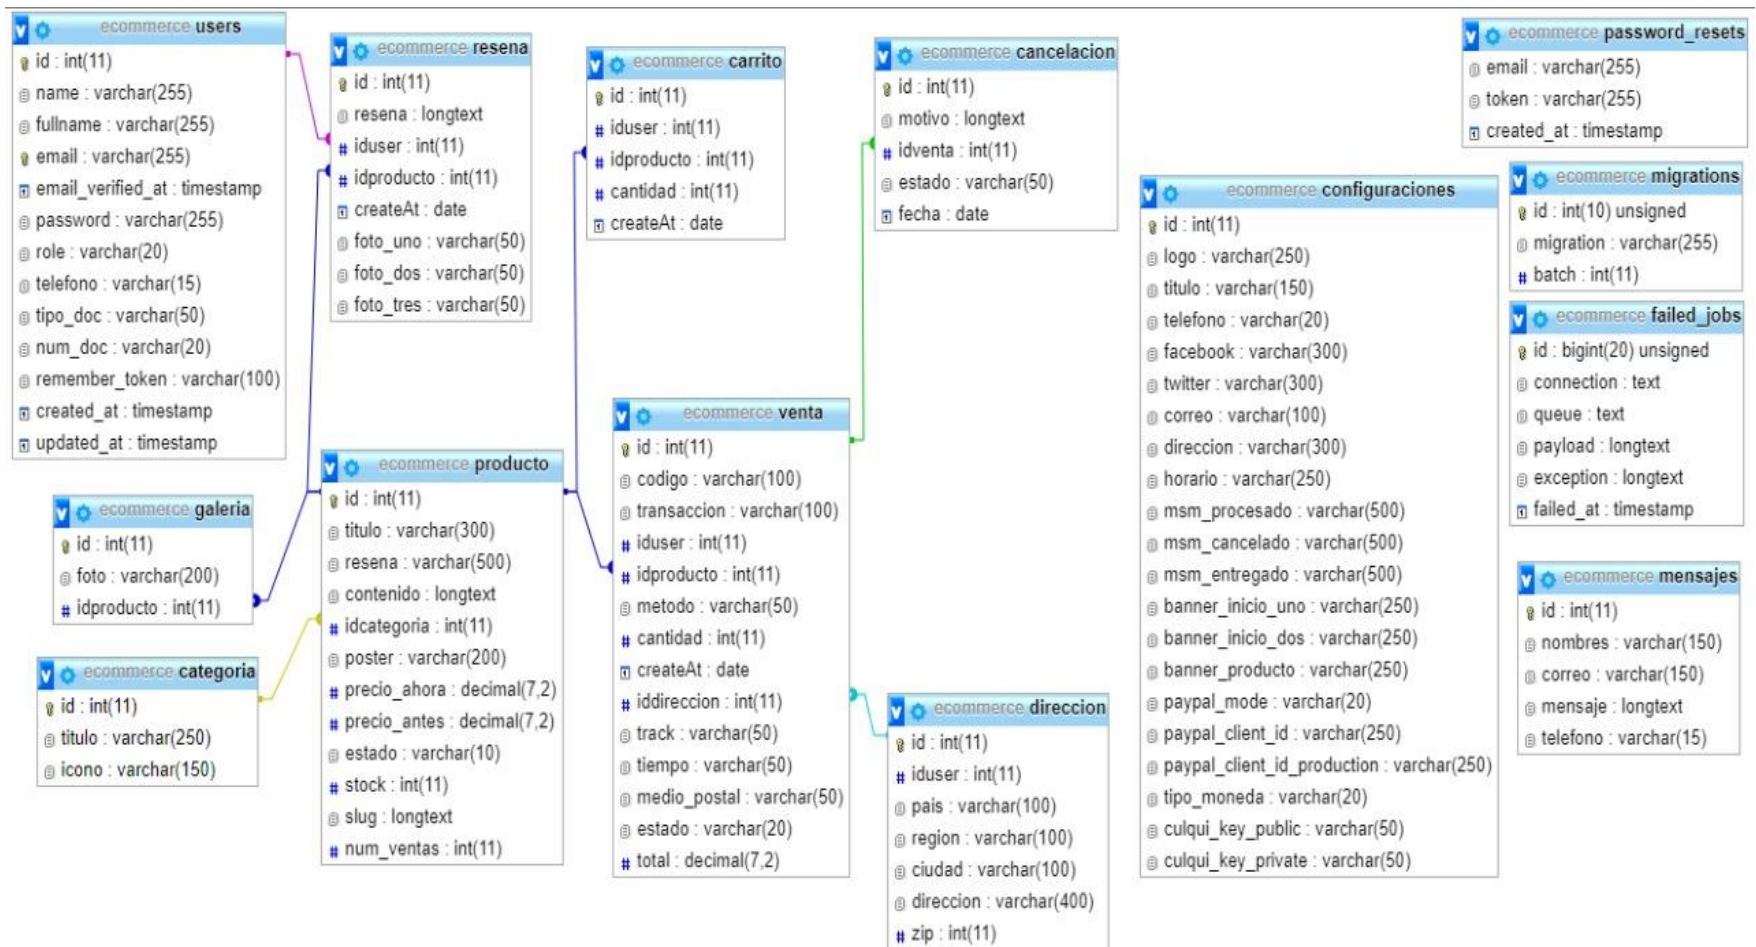 ecommerce users
id : int(11)
name : varchar(255)
fullname : varchar(255)
email : varchar(255)
email_verified_at : timestamp
password : varchar(255)
role : varchar(20)
telefono : varchar(15)
tipo_doc : varchar(50)
num_doc : varchar(20)
remember_token : varchar(100)
created_at : timestamp
updated_at : timestamp
ecommerce resena
id : int(11)
resena : longtext
iduser : int(11)
idproducto : int(11)
createAt : date
foto_uno : varchar(50)
foto_dos : varchar(50)
foto_tres : varchar(50)
ecommerce carrito
id : int(11)
iduser : int(11)
idproducto : int(11)
cantidad : int(11)
createAt : date
ecommerce cancelacion
id : int(11)
motivo : longtext
idventa : int(11)
estado : varchar(50)
fecha : date
ecommerce password_resets
email : varchar(255)
token : varchar(255)
created_at : timestamp
ecommerce configuraciones
id : int(11)
logo : varchar(250)
titulo : varchar(150)
telefono : varchar(20)
facebook : varchar(300)
twitter : varchar(300)
correo : varchar(100)
direccion : varchar(300)
horario : varchar(250)
msm_procesado : varchar(500)
msm_cancelado : varchar(500)
msm_entregado : varchar(500)
banner_inicio_uno : varchar(250)
banner_inicio_dos : varchar(250)
banner_producto : varchar(250)
paypal_mode : varchar(20)
paypal_client_id : varchar(250)
paypal_client_id_production : varchar(250)
tipo_moneda : varchar(20)
culqui_key_public : varchar(50)
culqui_key_private : varchar(50)
ecommerce migrations
id : int(10) unsigned
migration : varchar(255)
batch : int(11)
ecommerce failed_jobs
id : bigint(20) unsigned
connection : text
queue : text
payload : longtext
exception : longtext
failed_at : timestamp
ecommerce galeria
id : int(11)
foto : varchar(200)
idproducto : int(11)
ecommerce categoria
id : int(11)
titulo : varchar(250)
icono : varchar(150)
ecommerce producto
id : int(11)
titulo : varchar(300)
resena : varchar(500)
contenido : longtext
idcategoria : int(11)
poster : varchar(200)
precio_ahora : decimal(7,2)
precio_antes : decimal(7,2)
estado : varchar(10)
stock : int(11)
slug : longtext
num_ventas : int(11)
ecommerce venta
id : int(11)
codigo : varchar(100)
transaccion : varchar(100)
iduser : int(11)
idproducto : int(11)
metodo : varchar(50)
cantidad : int(11)
createAt : date
iddireccion : int(11)
track : varchar(50)
tiempo : varchar(50)
medio_postal : varchar(50)
estado : varchar(20)
total : decimal(7,2)
ecommerce direccion
id : int(11)
iduser : int(11)
pais : varchar(100)
region : varchar(100)
ciudad : varchar(100)
direccion : varchar(400)
zip : int(11)
ecommerce mensajes
id : int(11)
nombres : varchar(150)
correo : varchar(150)
mensaje : longtext
telefono : varchar(15)